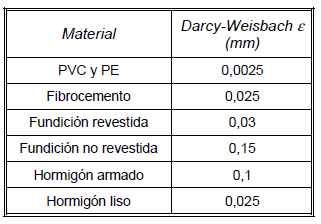 Material
Darcy-Weisbach ε
(mm)
PVC y PE
0,0025
Fibrocemento
0,025
Fundición revestida
0,03
Fundición no revestida
0,15
Hormigón armado
0,1
Hormigón liso
0,025